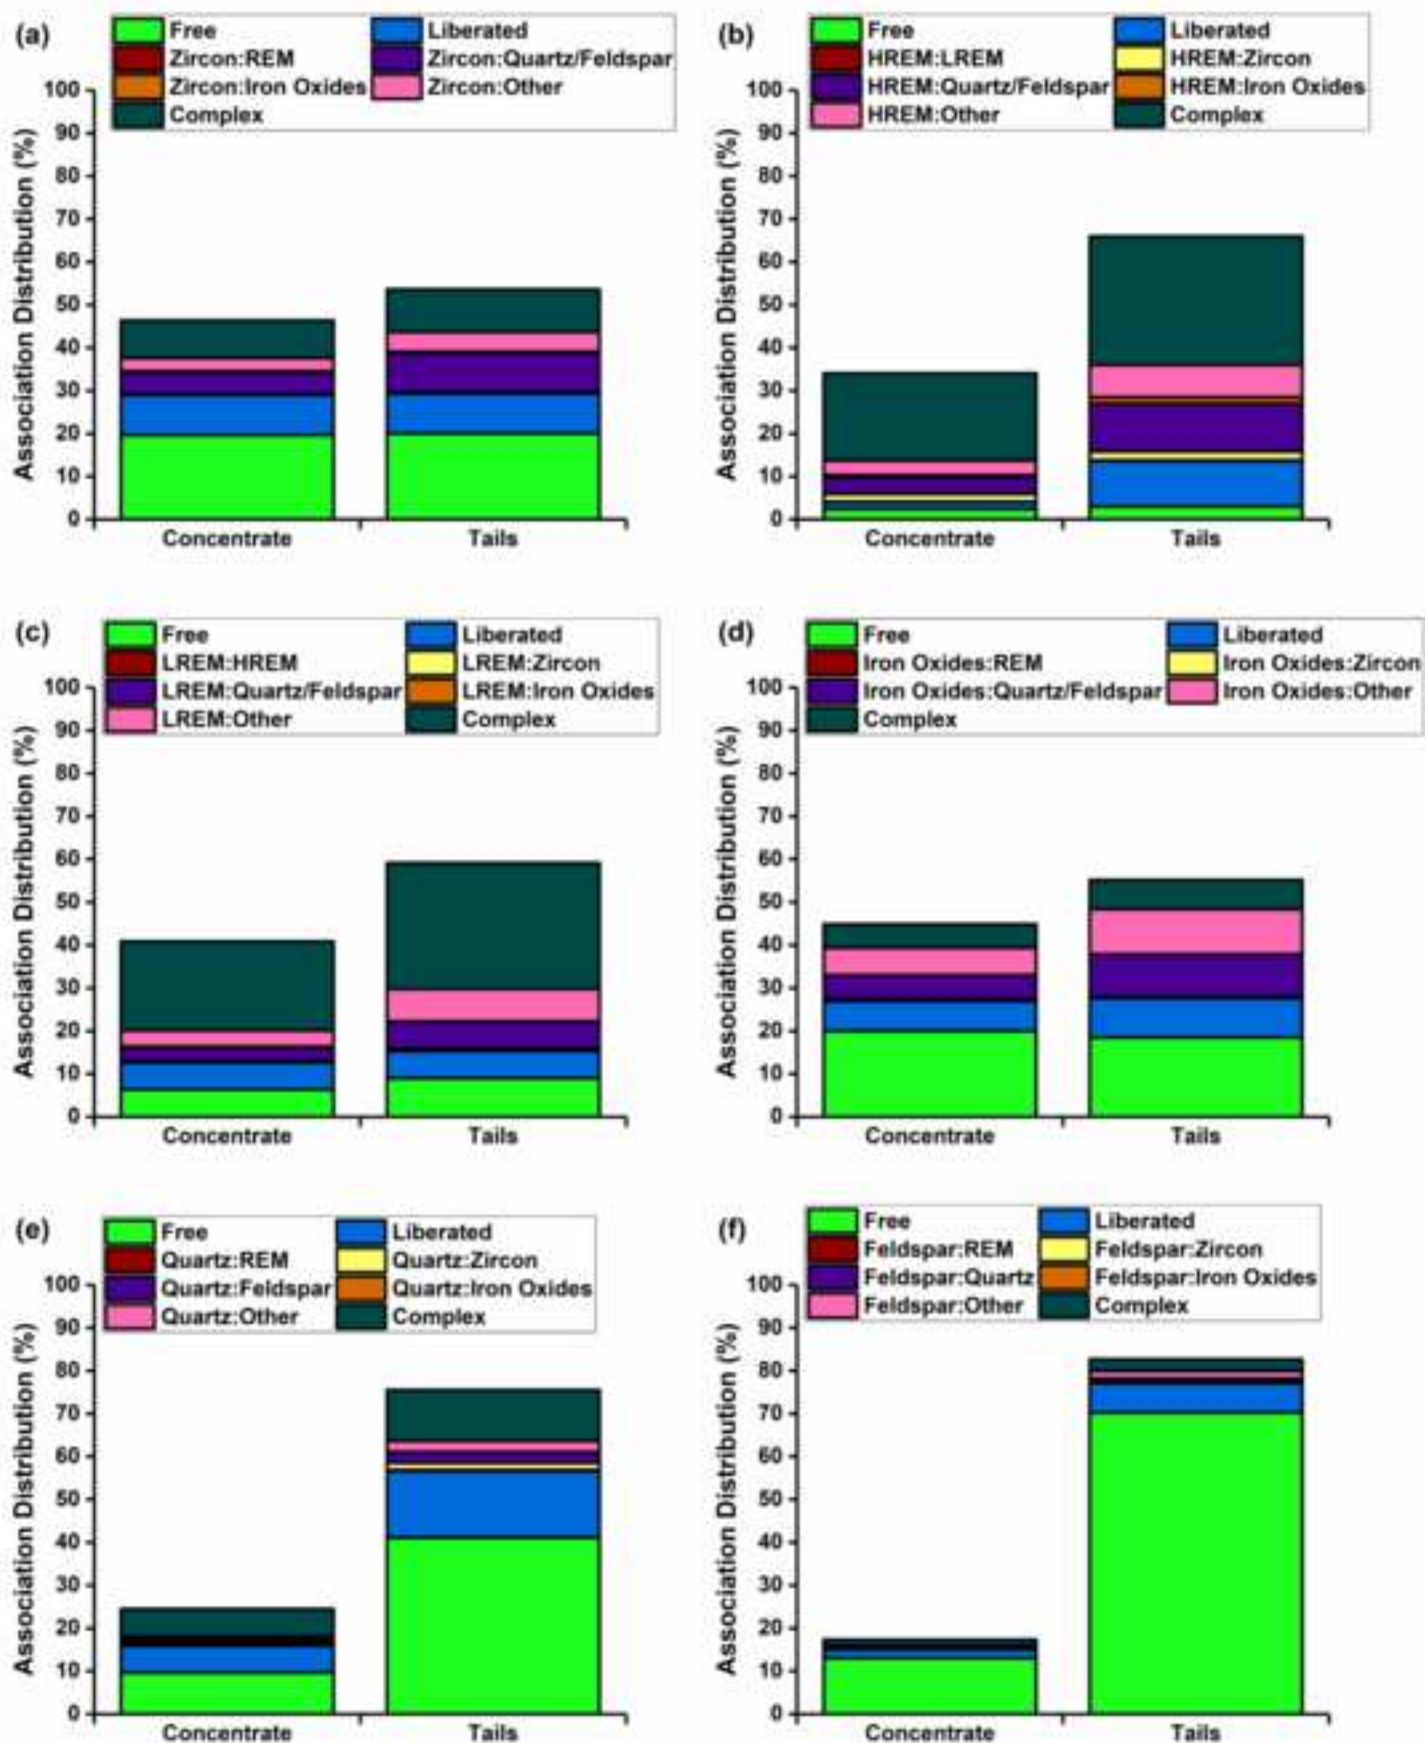 (a)
Free Liberated
Zircon:REM Zircon:Quartz/Feldspar
Zircon:Iron Oxides Zircon:Other
Complex
Association Distribution (%)
100
90
80
70
60
50
40
30
20
10
0
Concentrate Tails
(b)
Free Liberated
HREM:LREM HREM:Zircon
HREM:Quartz/Feldspar HREM:Iron Oxides
HREM:Other Complex
Association Distribution (%)
100
90
80
70
60
50
40
30
20
10
0
Concentrate Tails
(c)
Free Liberated
LREM:HREM LREM:Zircon
LREM:Quartz/Feldspar LREM:Iron Oxides
LREM:Other Complex
Association Distribution (%)
100
90
80
70
60
50
40
30
20
10
0
Concentrate Tails
(d)
Free Liberated
Iron Oxides:REM Iron Oxides:Zircon
Iron Oxides:Quartz/Feldspar Iron Oxides:Other
Complex
Association Distribution (%)
100
90
80
70
60
50
40
30
20
10
0
Concentrate Tails
(e)
Free Liberated
Quartz:REM Quartz:Zircon
Quartz:Feldspar Quartz:Iron Oxides
Quartz:Other Complex
Association Distribution (%)
100
90
80
70
60
50
40
30
20
10
0
Concentrate Tails
(f)
Free Liberated
Feldspar:REM Feldspar:Zircon
Feldspar:Quartz Feldspar:Iron Oxides
Feldspar:Other Complex
Association Distribution (%)
100
90
80
70
60
50
40
30
20
10
0
Concentrate Tails